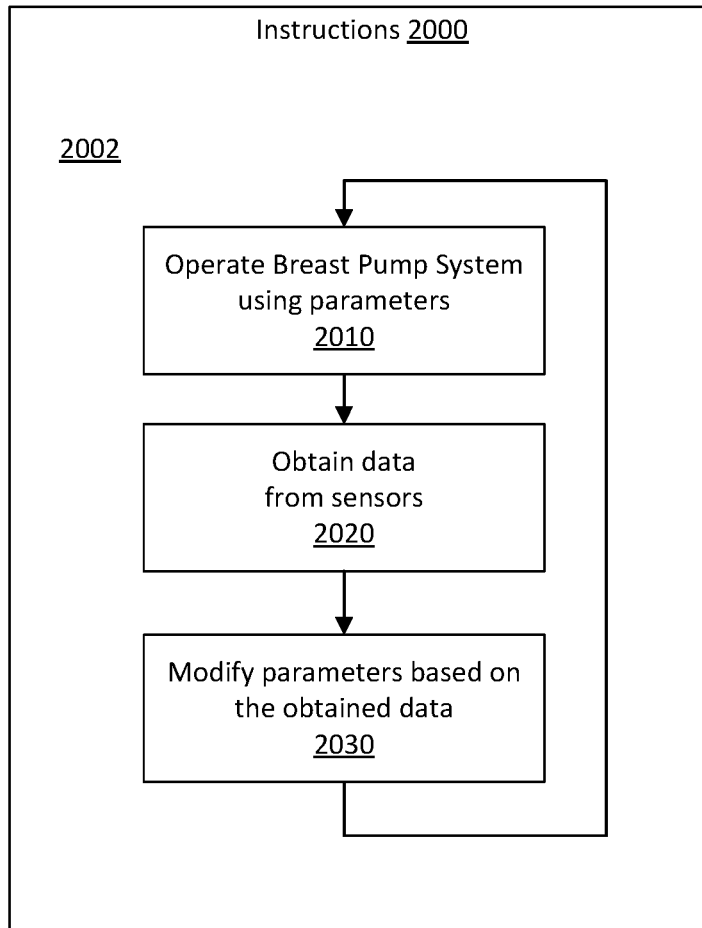 Instructions 2000
2002
Operate Breast Pump System
using parameters
2010
Obtain data
from sensors
2020
Modify parameters based on
the obtained data
2030